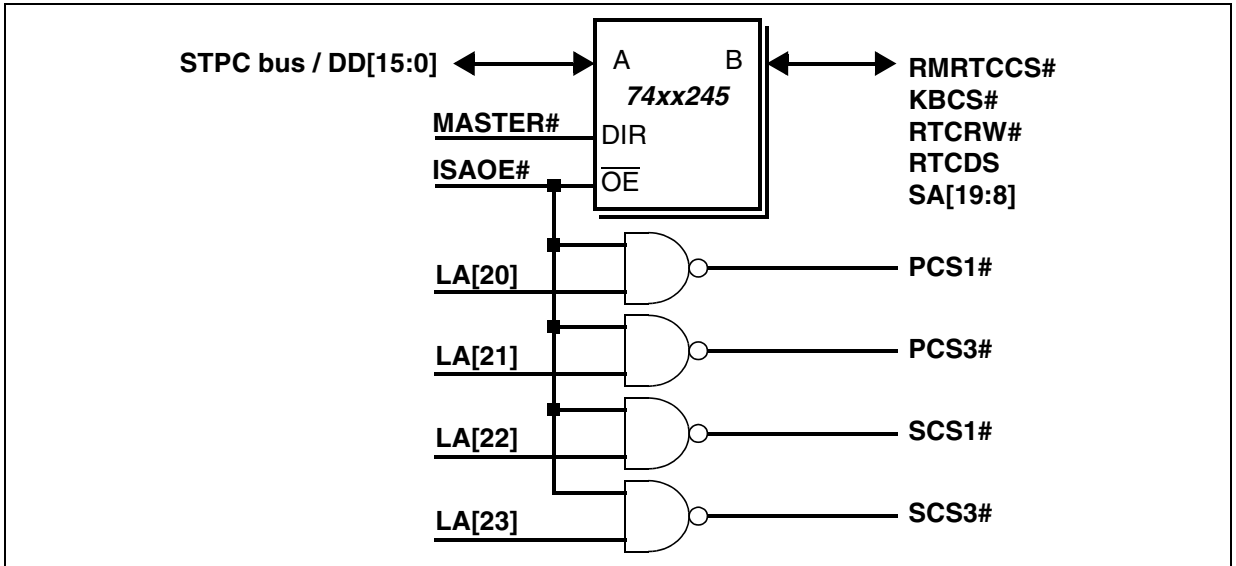 STPC bus / DD[15:0]
A B
74xx245
RMRTCCS#
KBCS#
RTCRW#
RTCDS
SA[19:8]
MASTER#
DIR
ISAOE#
OE
LA[20]
PCS1#
LA[21]
PCS3#
LA[22]
SCS1#
LA[23]
SCS3#